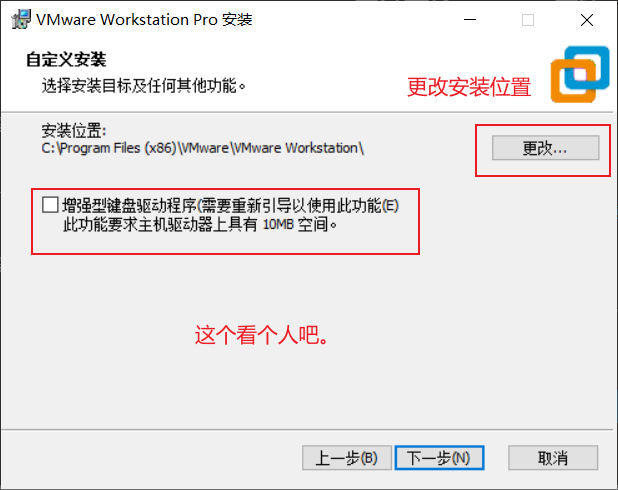 VMware Workstation Pro 安装
自定义安装
选择安装目标及任何其他功能。
更改安装位置
安装位置:
C:\Program Files (x86)\VMware\VMware Workstation\
更改...
增强型键盘驱动程序(需要重新引导以使用此功能(E)
此功能要求主机驱动器上具有 10MB 空间。
这个看个人吧。
上一步(B) 下一步(N) 取消